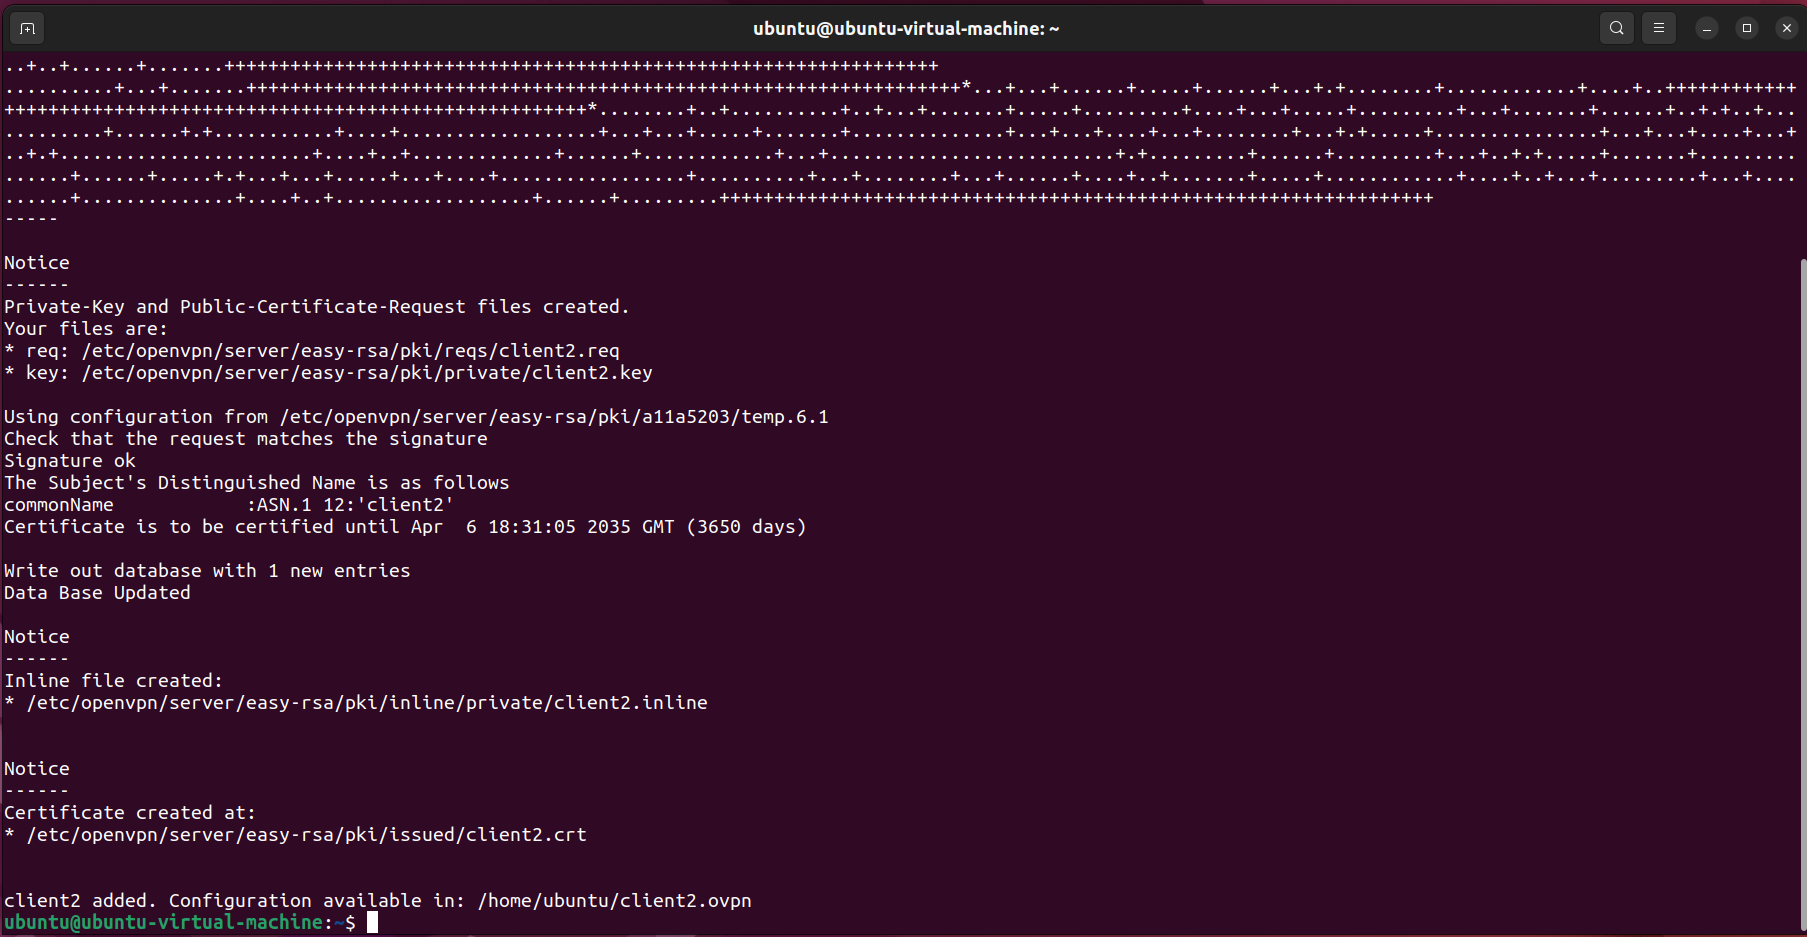 ubuntu@ubuntu-virtual-machine: ~
-----
Notice
------
Private-Key and Public-Certificate-Request files created.
Your files are:
* req: /etc/openvpn/server/easy-rsa/pki/reqs/client2.req
* key: /etc/openvpn/server/easy-rsa/pki/private/client2.key
Using configuration from /etc/openvpn/server/easy-rsa/pki/a11a5203/temp.6.1
Check that the request matches the signature
Signature ok
The Subject's Distinguished Name is as follows
commonName            :ASN.1 12:'client2'
Certificate is to be certified until Apr  6 18:31:05 2035 GMT (3650 days)
Write out database with 1 new entries
Data Base Updated
Notice
------
Inline file created:
* /etc/openvpn/server/easy-rsa/pki/inline/private/client2.inline
Notice
------
Certificate created at:
* /etc/openvpn/server/easy-rsa/pki/issued/client2.crt
client2 added. Configuration available in: /home/ubuntu/client2.ovpn
ubuntu@ubuntu-virtual-machine:~$